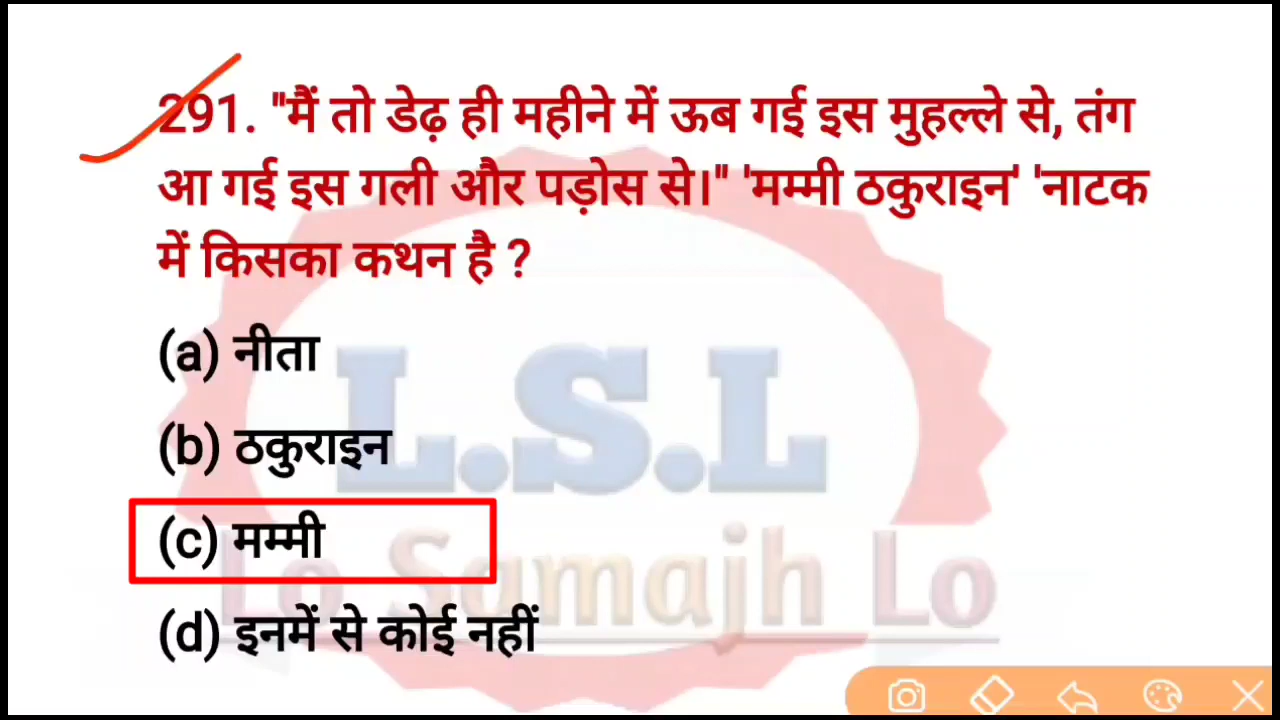 291. "मैं तो डेढ़ ही महीने में ऊब गई इस मुहल्ले से, तंग
आ गई इस गली और पड़ोस से।" 'मम्मी ठकुराइन' 'नाटक
में किसका कथन है ?
(a) नीता
(b) ठकुराइन
L.S.L
(c) मम्मी
Lo Samajh Lo
(d) इनमें से कोई नहीं